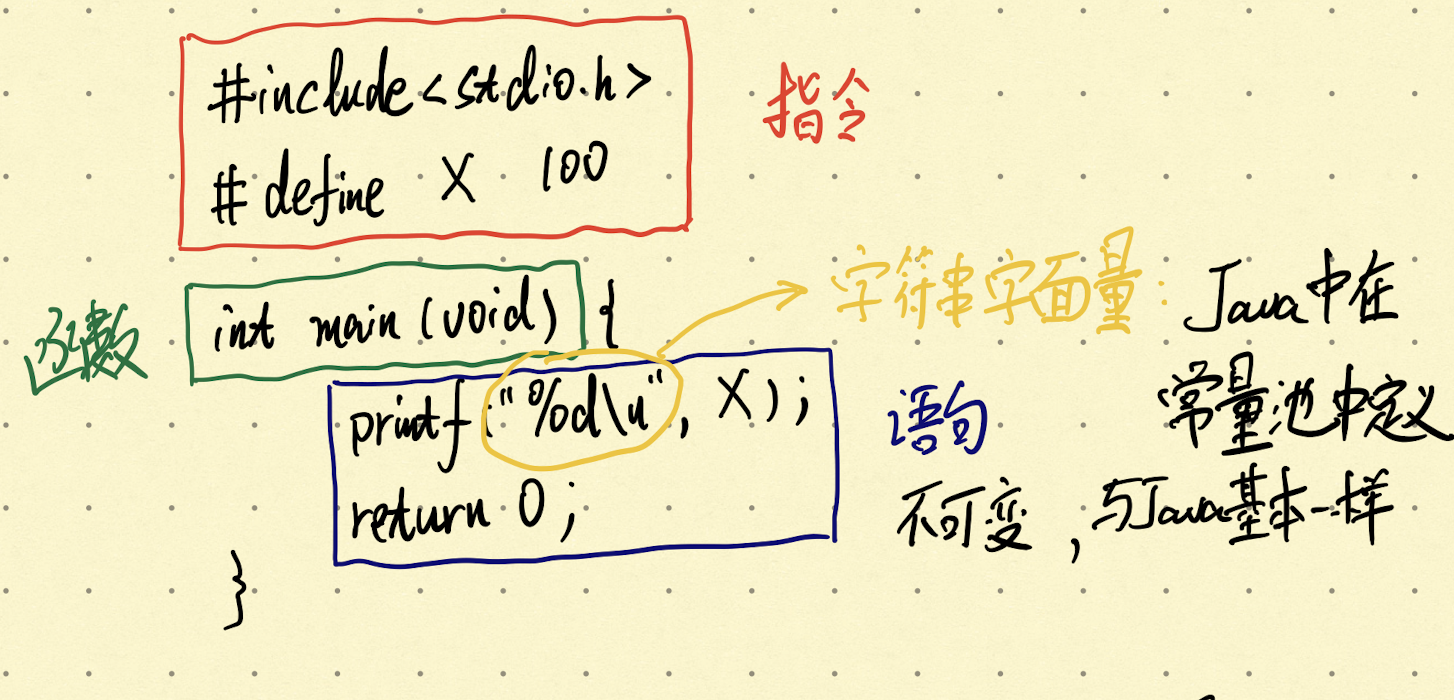 #include<stdio.h>
指令
#define X 100
函数 int main(void) {
字符串字面量: Java中在
常量池中定义
printf("%d\n", X);
语句
return 0;
不可变,与Java基本一样
}